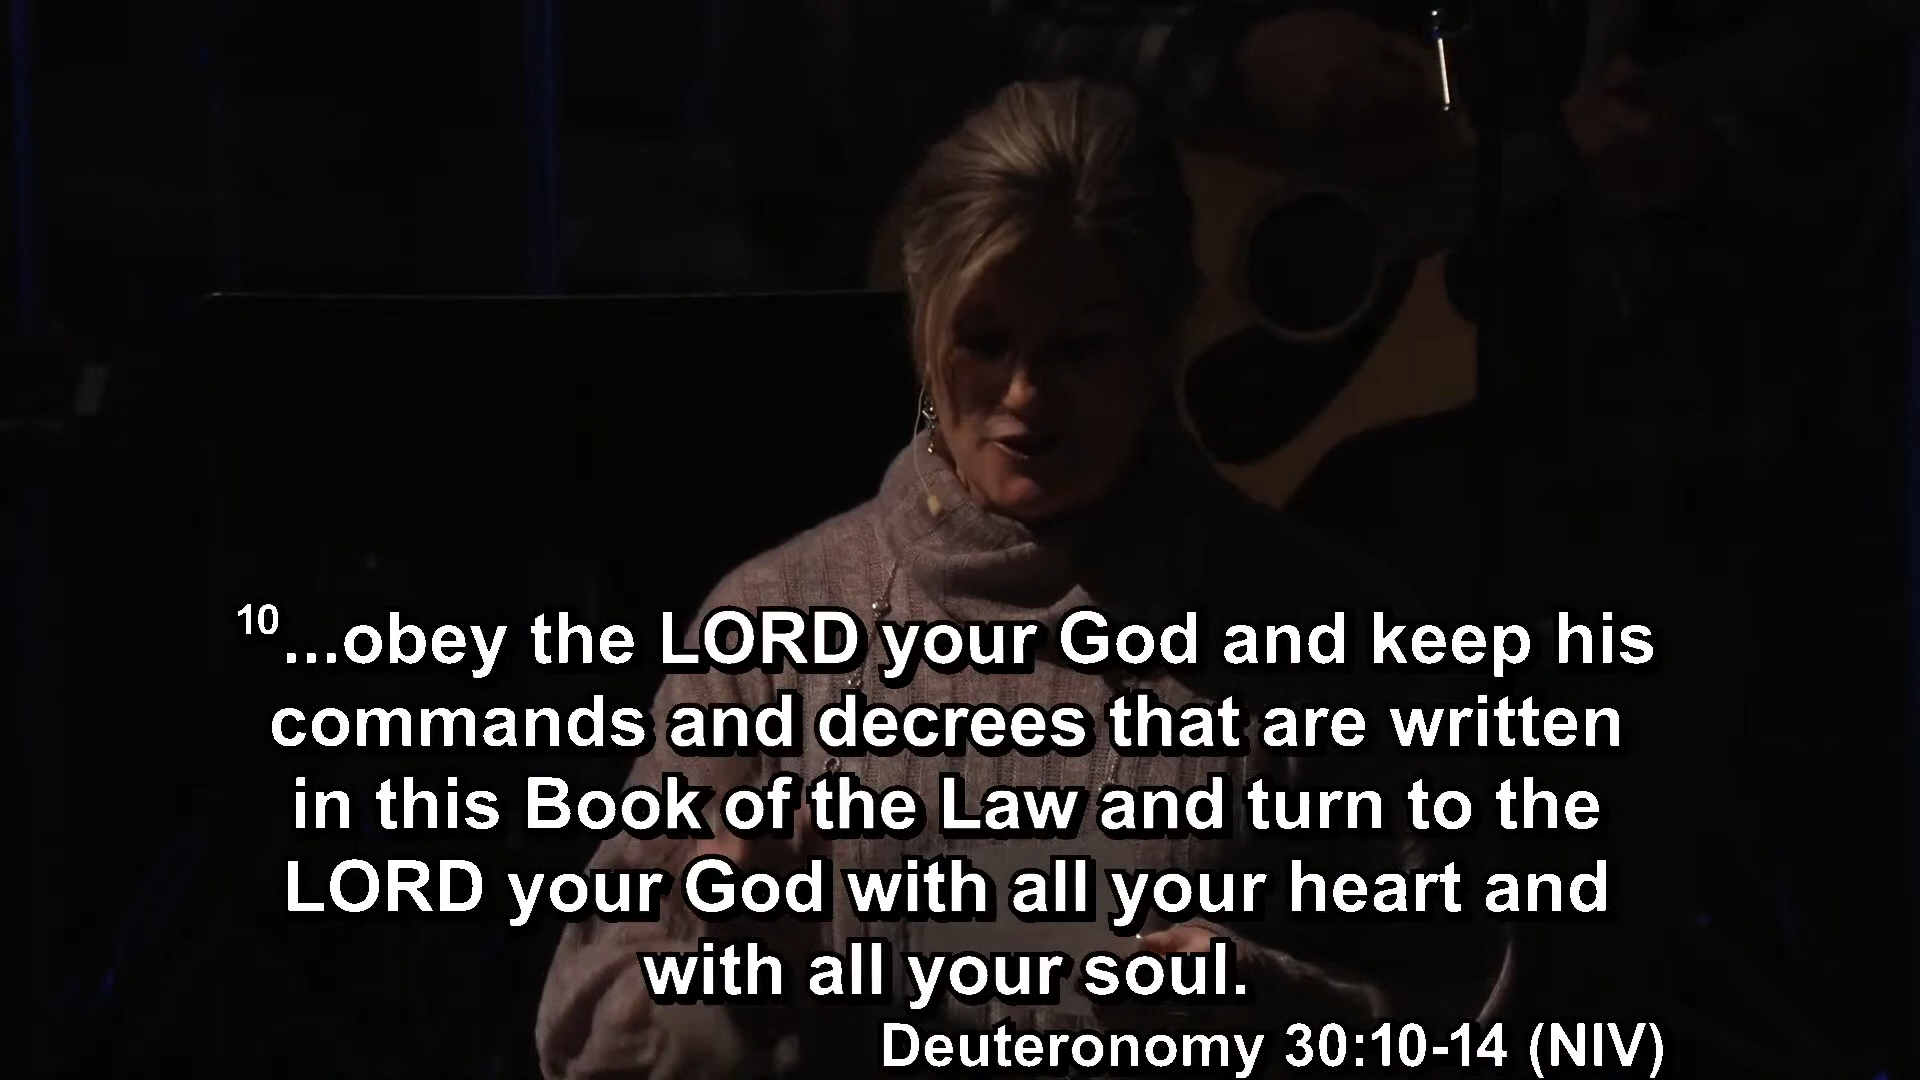 10...obey the LORD your God and keep his
commands and decrees that are written
in this Book of the Law and turn to the
LORD your God with all your heart and
with all your soul.
Deuteronomy 30:10-14 (NIV)